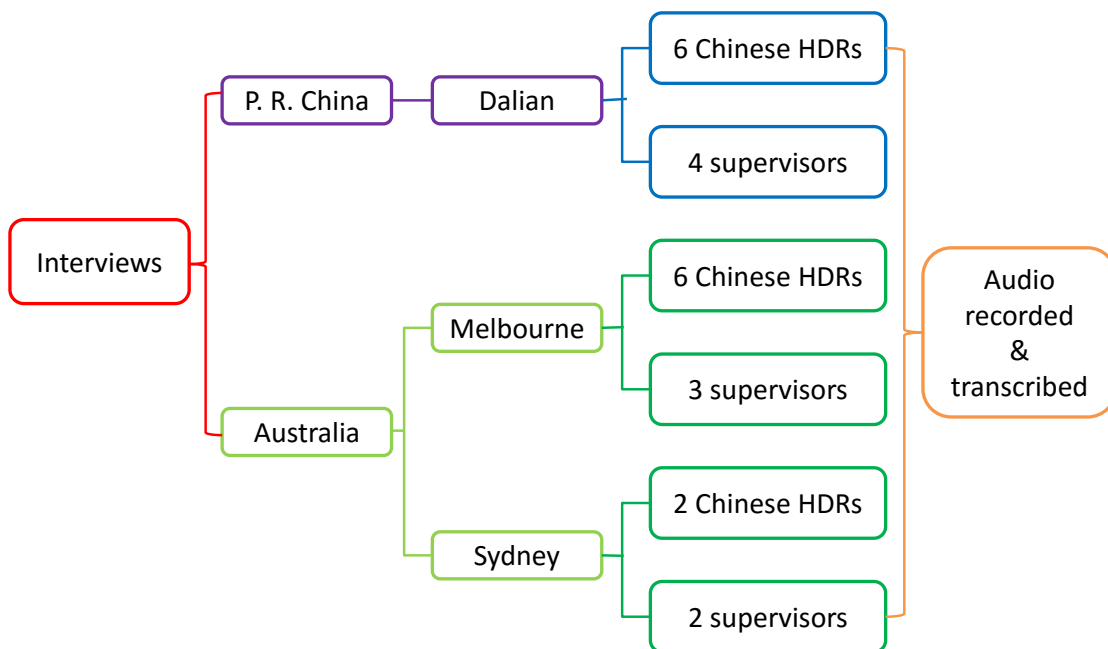 Interviews
P. R. China
Dalian
6 Chinese HDRs
4 supervisors
Australia
Melbourne
6 Chinese HDRs
3 supervisors
Sydney
2 Chinese HDRs
2 supervisors
Audio
recorded
&
transcribed